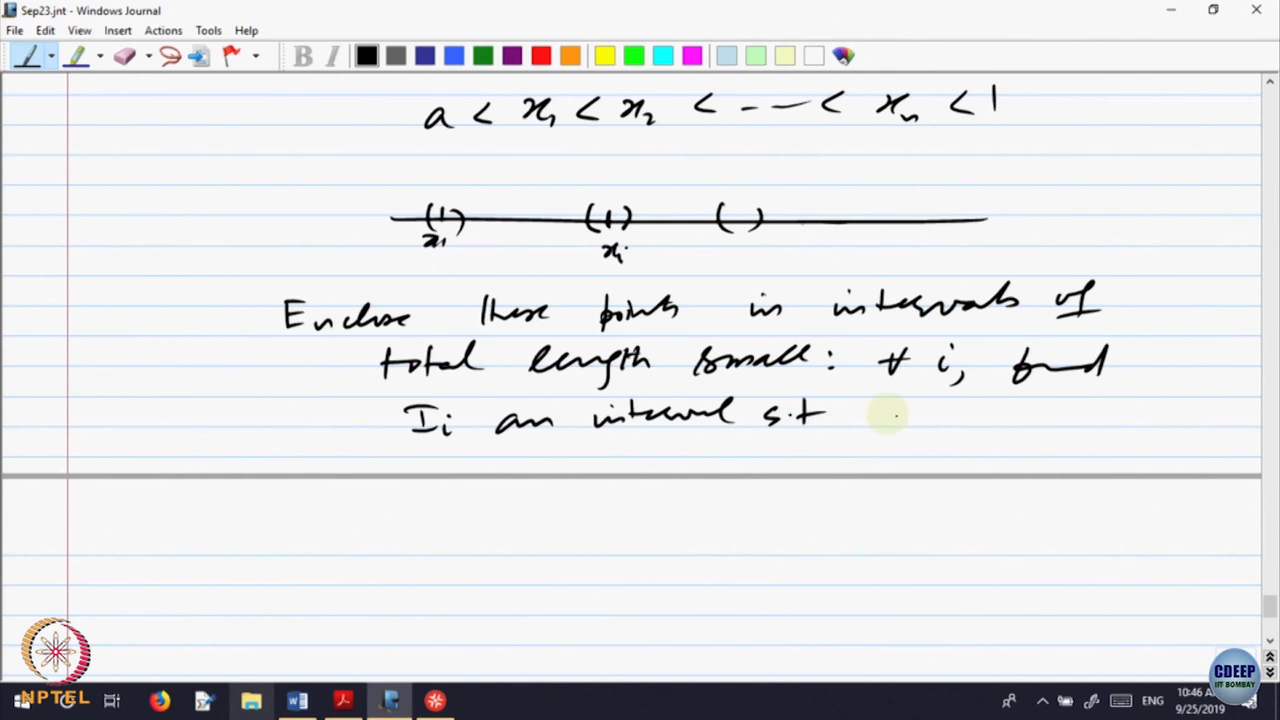 Sep23.jnt - Windows Journal
File Edit View Insert Actions Tools Help
B I
a < x₁ < x₂ < - - - < xₙ < 1
( | ) ( | ) ( )
x₁ xᵢ
Enclose these points in intervals of
total length small : ∀ i, find
Iᵢ an interval s.t
NPTEL
ENG
10:46 A
9/25/2019
CDEEP
IIT BOMBAY